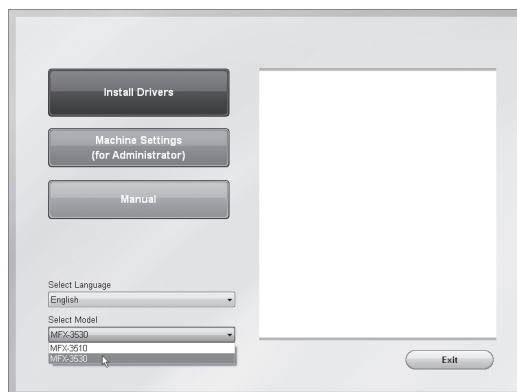 Install Drivers
Machine Settings
(for Administrator)
Manual
Select Language
English
Select Model
MFX-3530
MFX-3510
MFX-3530
Exit